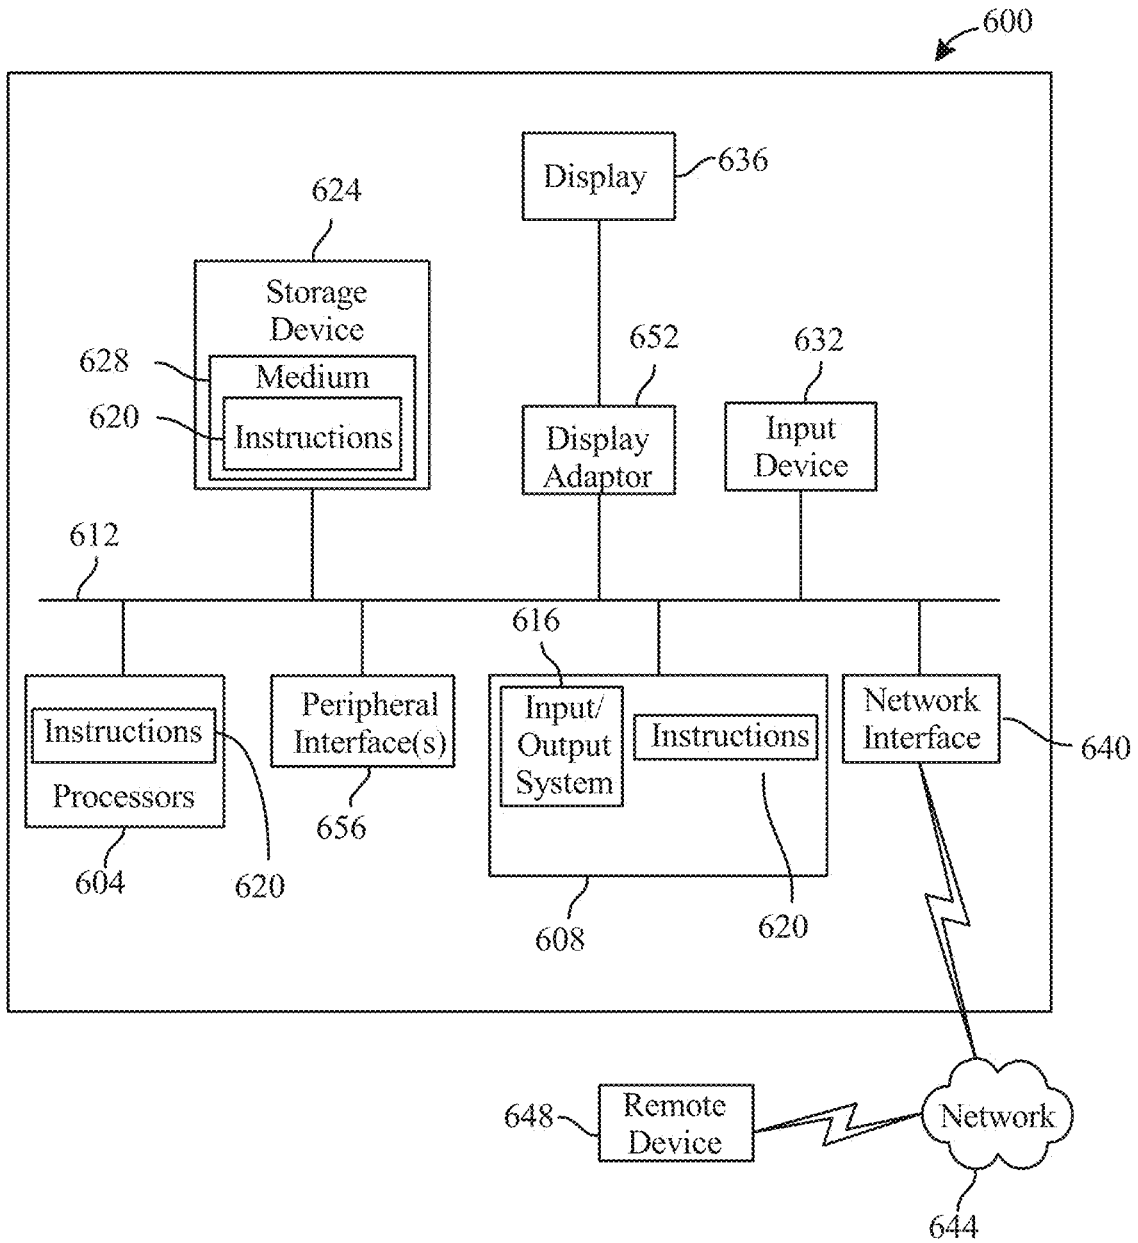 600
Display
636
624
Storage
Device
628
Medium
620
Instructions
652
Display
Adaptor
632
Input
Device
612
616
Instructions
Processors
604
620
Peripheral
Interface(s)
656
Input/
Output
System
Instructions
608
620
Network
Interface
640
648
Remote
Device
Network
644